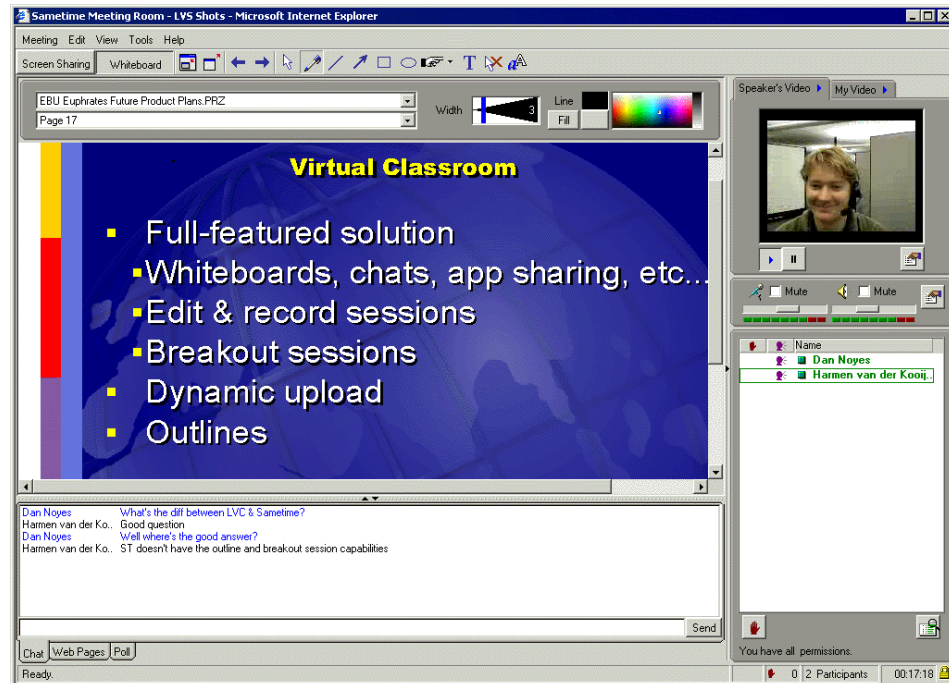 Sametime Meeting Room - LVS Shots - Microsoft Internet Explorer
Meeting Edit View Tools Help
Screen Sharing Whiteboard
EBU Euphrates Future Product Plans.PRZ
Page 17
Width 3 Line
Fill
Speaker's Video My Video
Virtual Classroom
Full-featured solution
Whiteboards, chats, app sharing, etc...
Edit & record sessions
Breakout sessions
Dynamic upload
Outlines
Mute Mute
Name
Dan Noyes
Harmen van der Kooij..
Dan Noyes What's the diff between LVC & Sametime?
Harmen van der Ko.. Good question
Dan Noyes Well where's the good answer?
Harmen van der Ko.. ST doesn't have the outline and breakout session capabilities
Send
Chat Web Pages Poll
You have all permissions.
Ready. 0 2 Participants 00:17:18